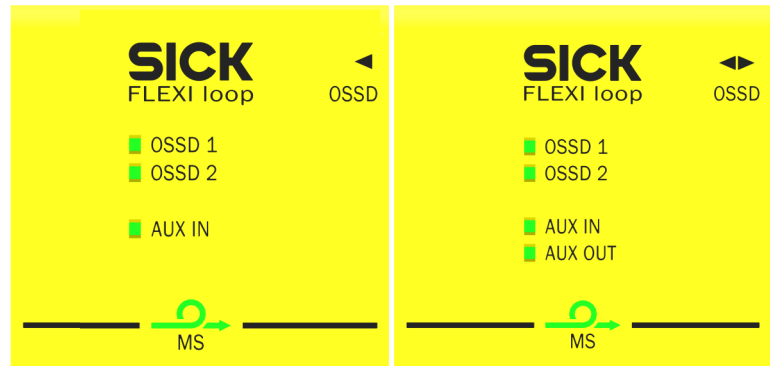 SICK
FLEXI loop
OSSD
OSSD 1
OSSD 2
AUX IN
MS
SICK
FLEXI loop
OSSD
OSSD 1
OSSD 2
AUX IN
AUX OUT
MS